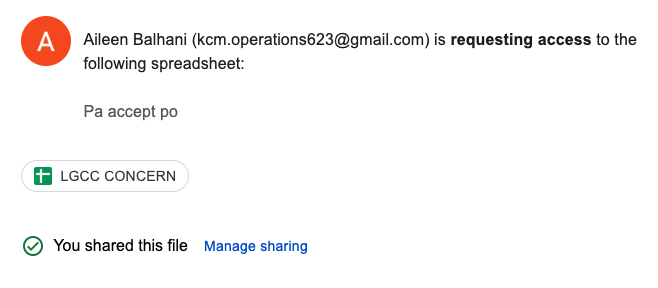 A
Aileen Balhani (kcm.operations623@gmail.com) is requesting access to the
following spreadsheet:
Pa accept po
LGCC CONCERN
You shared this file Manage sharing